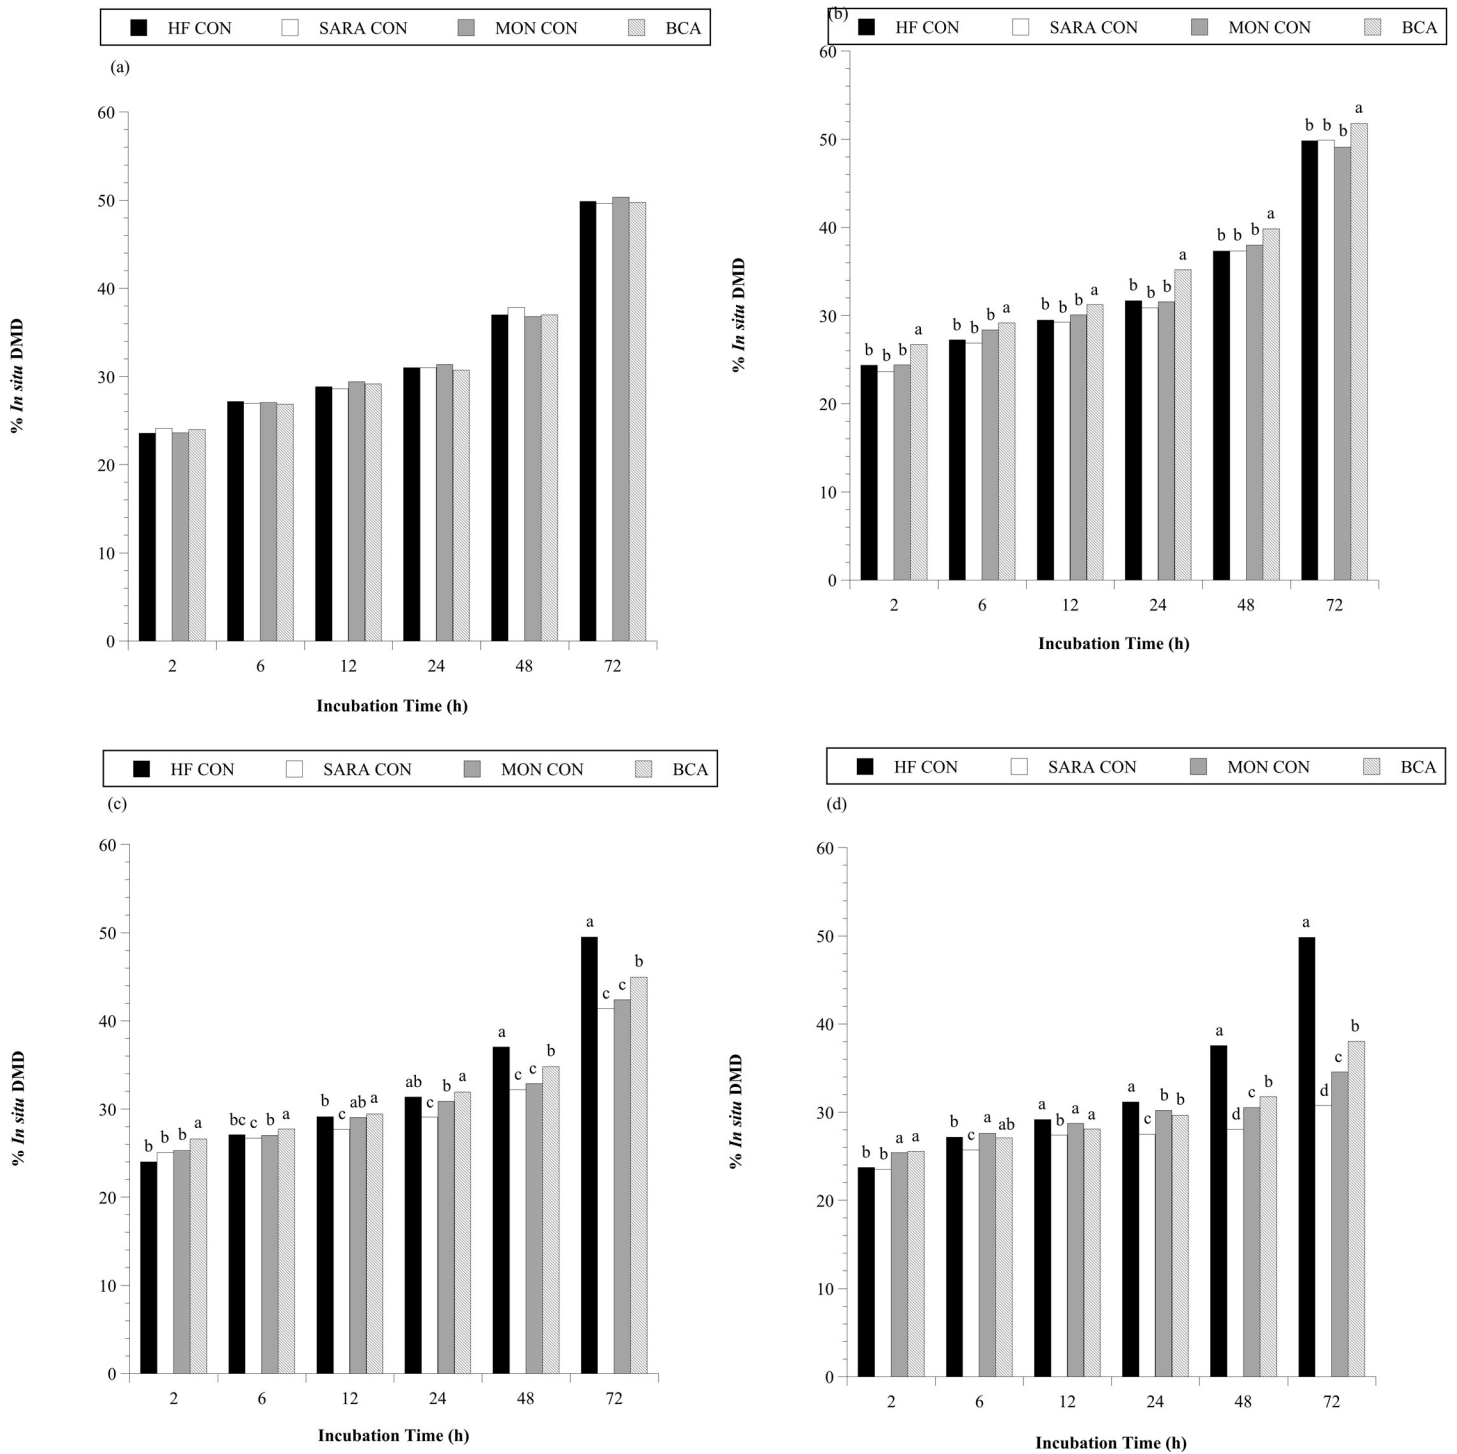 HF CON SARA CON MON CON BCA
(a)
60
50
40
30
20
10
0
% In situ DMD
2 6 12 24 48 72
Incubation Time (h)
(b)
HF CON SARA CON MON CON BCA
60
50
40
30
20
10
0
% In situ DMD
b b b a
b b b a
b b b a
b b b a
b b b a
b b b a
2 6 12 24 48 72
Incubation Time (h)
HF CON SARA CON MON CON BCA
(c)
60
50
40
30
20
10
0
% In situ DMD
b b b a
bc c b a
b c ab a
ab c b a
a c c b
a c c b
2 6 12 24 48 72
Incubation Time (h)
HF CON SARA CON MON CON BCA
(d)
60
50
40
30
20
10
0
% In situ DMD
b b a a
b c a ab
a b a a
a c b b
a d c b
a d c b
2 6 12 24 48 72
Incubation Time (h)